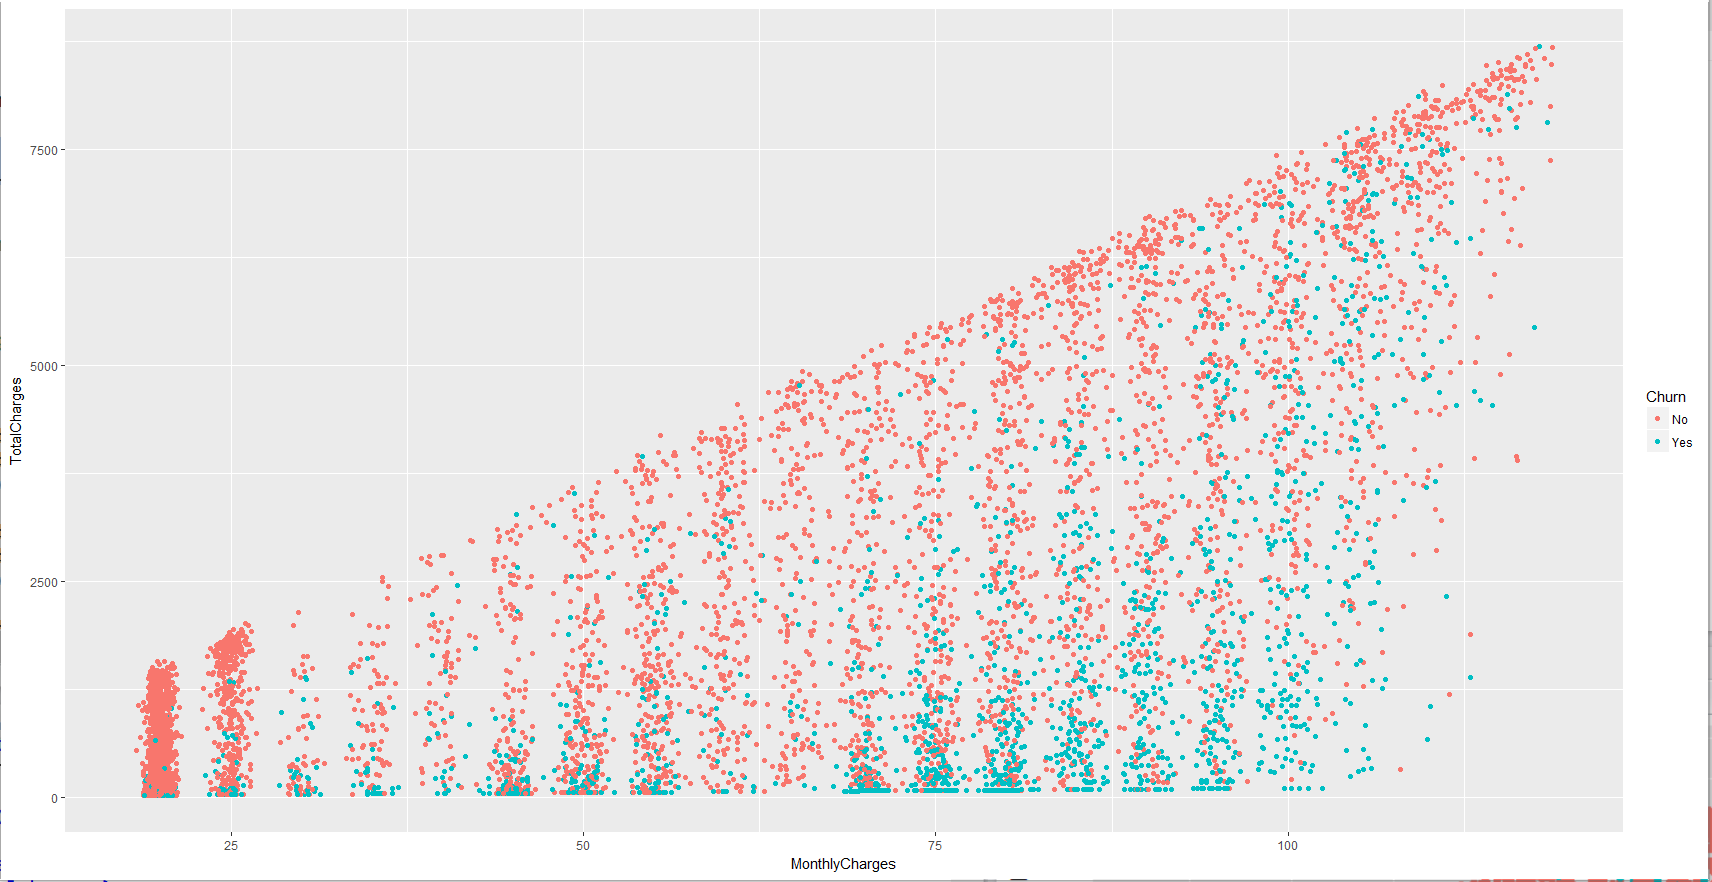 7500
5000
2500
0
TotalCharges
25 50 75 100
MonthlyCharges
Churn
No
Yes